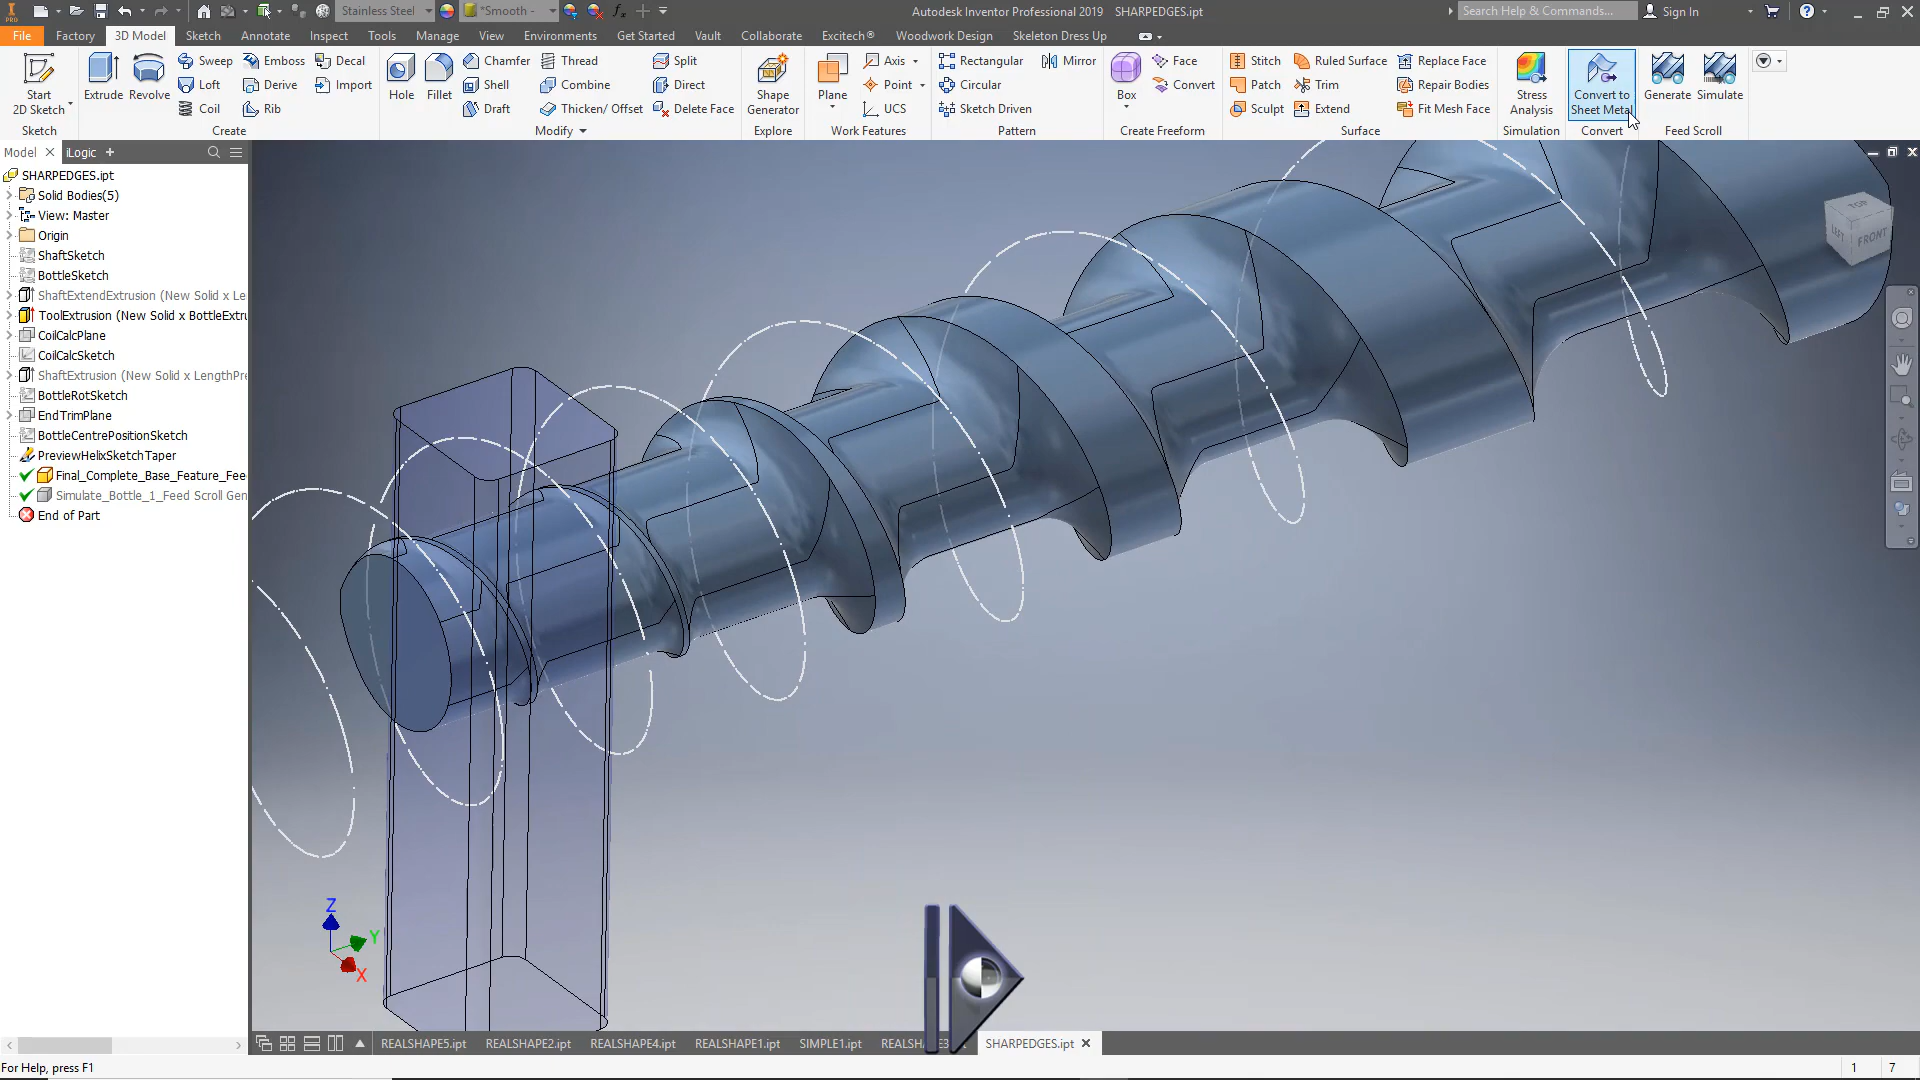 Stainless Steel
*Smooth -
Autodesk Inventor Professional 2019 SHARPEDGES.ipt
Search Help & Commands...
Sign In
PRO
File Factory 3D Model Sketch Annotate Inspect Tools Manage View Environments Get Started Vault Collaborate Excitech® Woodwork Design Skeleton Dress Up
Start
2D Sketch
Extrude
Revolve
Sweep
Loft
Coil
Emboss
Derive
Rib
Decal
Import
Hole
Fillet
Chamfer
Shell
Draft
Thread
Combine
Thicken/ Offset
Split
Direct
Delete Face
Shape
Generator
Plane
Axis
Point
UCS
Rectangular
Circular
Sketch Driven
Mirror
Box
Face
Convert
Stitch
Patch
Sculpt
Ruled Surface
Trim
Extend
Replace Face
Repair Bodies
Fit Mesh Face
Stress
Analysis
Convert to
Sheet Metal
Generate
Simulate
Sketch Create Modify Explore Work Features Pattern Create Freeform Surface Simulation Convert Feed Scroll
Model iLogic
SHARPEDGES.ipt
Solid Bodies(5)
View: Master
Origin
ShaftSketch
BottleSketch
ShaftExtendExtrusion (New Solid x Le
ToolExtrusion (New Solid x BottleExtru
CoilCalcPlane
CoilCalcSketch
ShaftExtrusion (New Solid x LengthPre
BottleRotSketch
EndTrimPlane
BottleCentrePositionSketch
PreviewHelixSketchTaper
Final_Complete_Base_Feature_Fee
Simulate_Bottle_1_Feed Scroll Gen
End of Part
TOP
LEFT
FRONT
Z
Y
X
REALSHAPE5.ipt REALSHAPE2.ipt REALSHAPE4.ipt REALSHAPE1.ipt SIMPLE1.ipt REALSHAPE3 SHARPEDGES.ipt
For Help, press F1
1 7